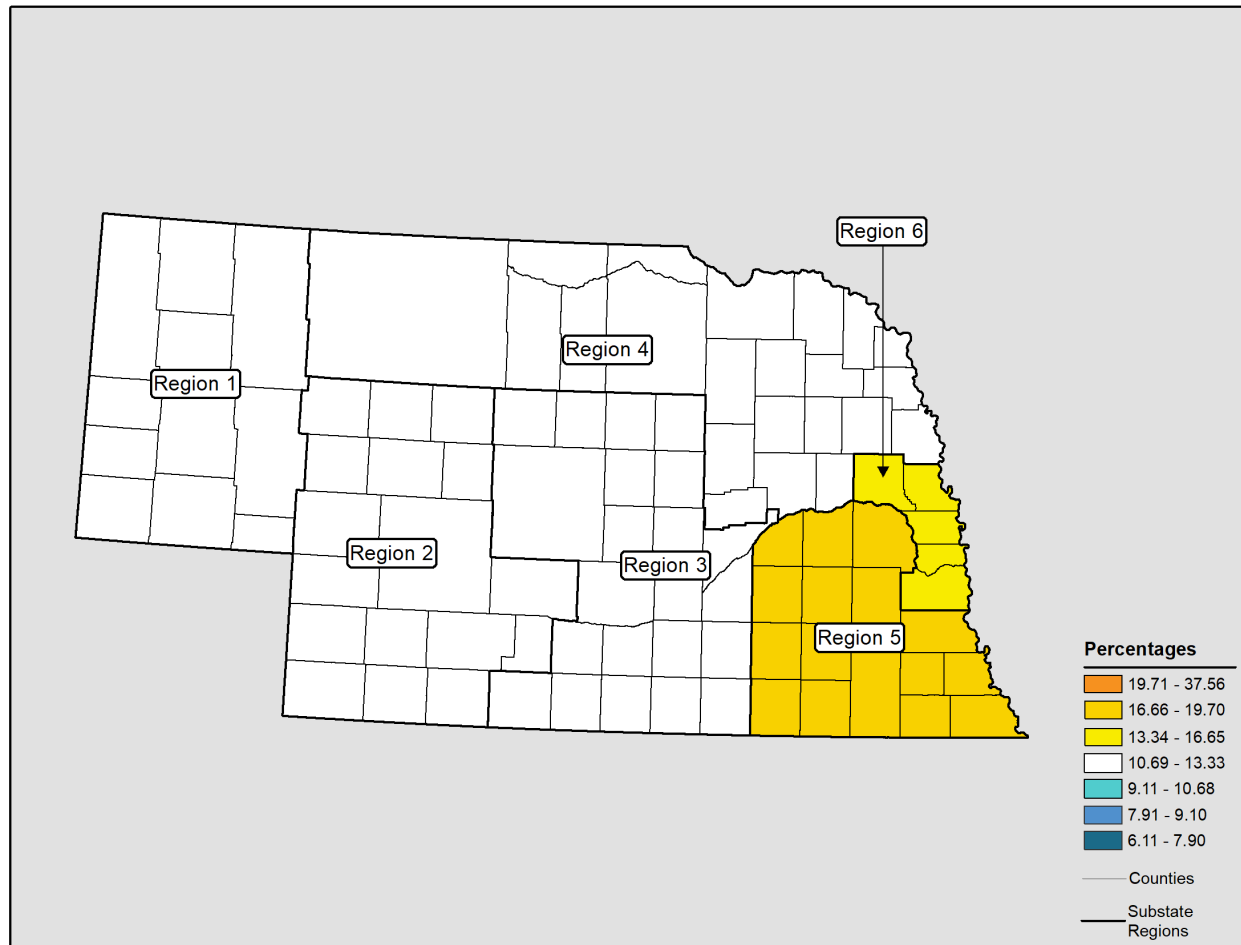 Region 6
Region 4
Region 1
Region 2
Region 3
Region 5
Percentages
19.71 - 37.56
16.66 - 19.70
13.34 - 16.65
10.69 - 13.33
9.11 - 10.68
7.91 - 9.10
6.11 - 7.90
Counties
Substate
Regions